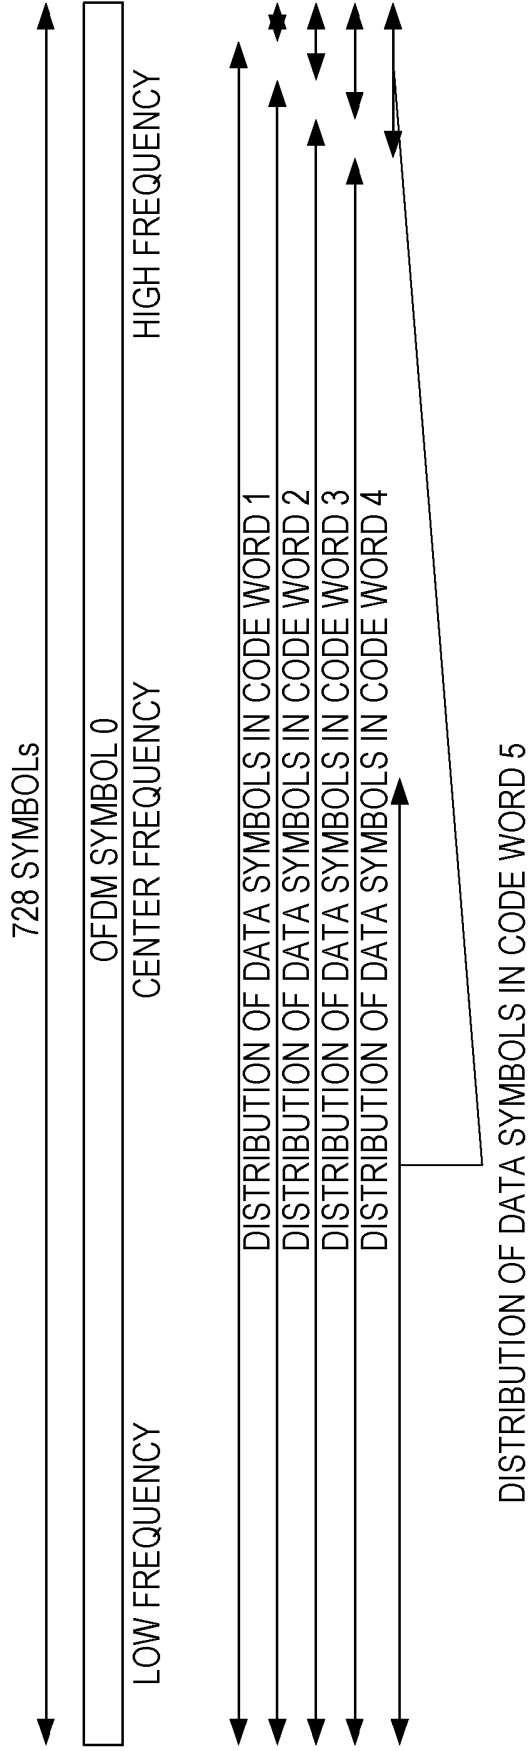 728 SYMBOLs
OFDM SYMBOL 0
LOW FREQUENCY
CENTER FREQUENCY
HIGH FREQUENCY
DISTRIBUTION OF DATA SYMBOLS IN CODE WORD 1
DISTRIBUTION OF DATA SYMBOLS IN CODE WORD 2
DISTRIBUTION OF DATA SYMBOLS IN CODE WORD 3
DISTRIBUTION OF DATA SYMBOLS IN CODE WORD 4
DISTRIBUTION OF DATA SYMBOLS IN CODE WORD 5